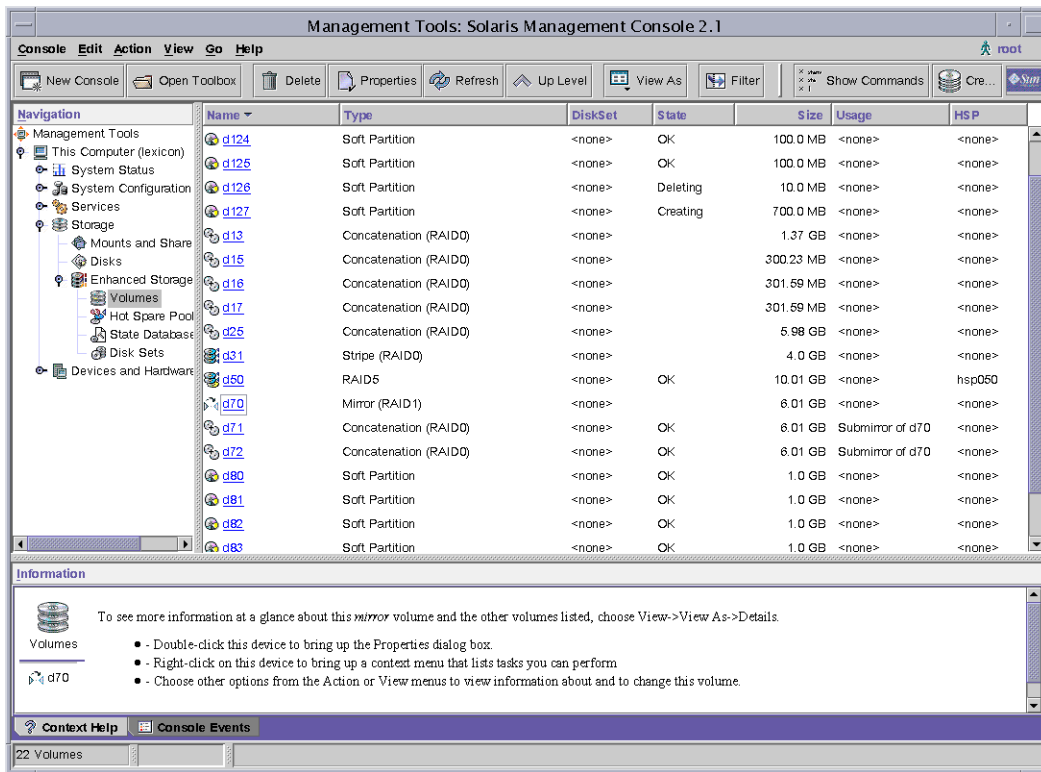 Management Tools: Solaris Management Console 2.1
Console Edit Action View Go Help root
New Console Open Toolbox Delete Properties Refresh Up Level View As Filter Show Commands Cre... Sun
Navigation
Management Tools
This Computer (lexicon)
System Status
System Configuration
Services
Storage
Mounts and Share
Disks
Enhanced Storage
Volumes
Hot Spare Pool
State Database
Disk Sets
Devices and Hardware
Name Type DiskSet State Size Usage HSP
d124 Soft Partition <none> OK 100.0 MB <none> <none>
d125 Soft Partition <none> OK 100.0 MB <none> <none>
d126 Soft Partition <none> Deleting 10.0 MB <none> <none>
d127 Soft Partition <none> Creating 700.0 MB <none> <none>
d13 Concatenation (RAID0) <none> 1.37 GB <none> <none>
d15 Concatenation (RAID0) <none> 300.23 MB <none> <none>
d16 Concatenation (RAID0) <none> 301.59 MB <none> <none>
d17 Concatenation (RAID0) <none> 301.59 MB <none> <none>
d25 Concatenation (RAID0) <none> 5.98 GB <none> <none>
d31 Stripe (RAID0) <none> 4.0 GB <none> <none>
d50 RAID5 <none> OK 10.01 GB <none> hsp050
d70 Mirror (RAID1) <none> 6.01 GB <none> <none>
d71 Concatenation (RAID0) <none> OK 6.01 GB Submirror of d70 <none>
d72 Concatenation (RAID0) <none> OK 6.01 GB Submirror of d70 <none>
d80 Soft Partition <none> OK 1.0 GB <none> <none>
d81 Soft Partition <none> OK 1.0 GB <none> <none>
d82 Soft Partition <none> OK 1.0 GB <none> <none>
d83 Soft Partition <none> OK 1.0 GB <none> <none>
Information
Volumes
d70
To see more information at a glance about this mirror volume and the other volumes listed, choose View->View As->Details.
● - Double-click this device to bring up the Properties dialog box.
● - Right-click on this device to bring up a context menu that lists tasks you can perform
● - Choose other options from the Action or View menus to view information about and to change this volume.
Context Help Console Events
22 Volumes